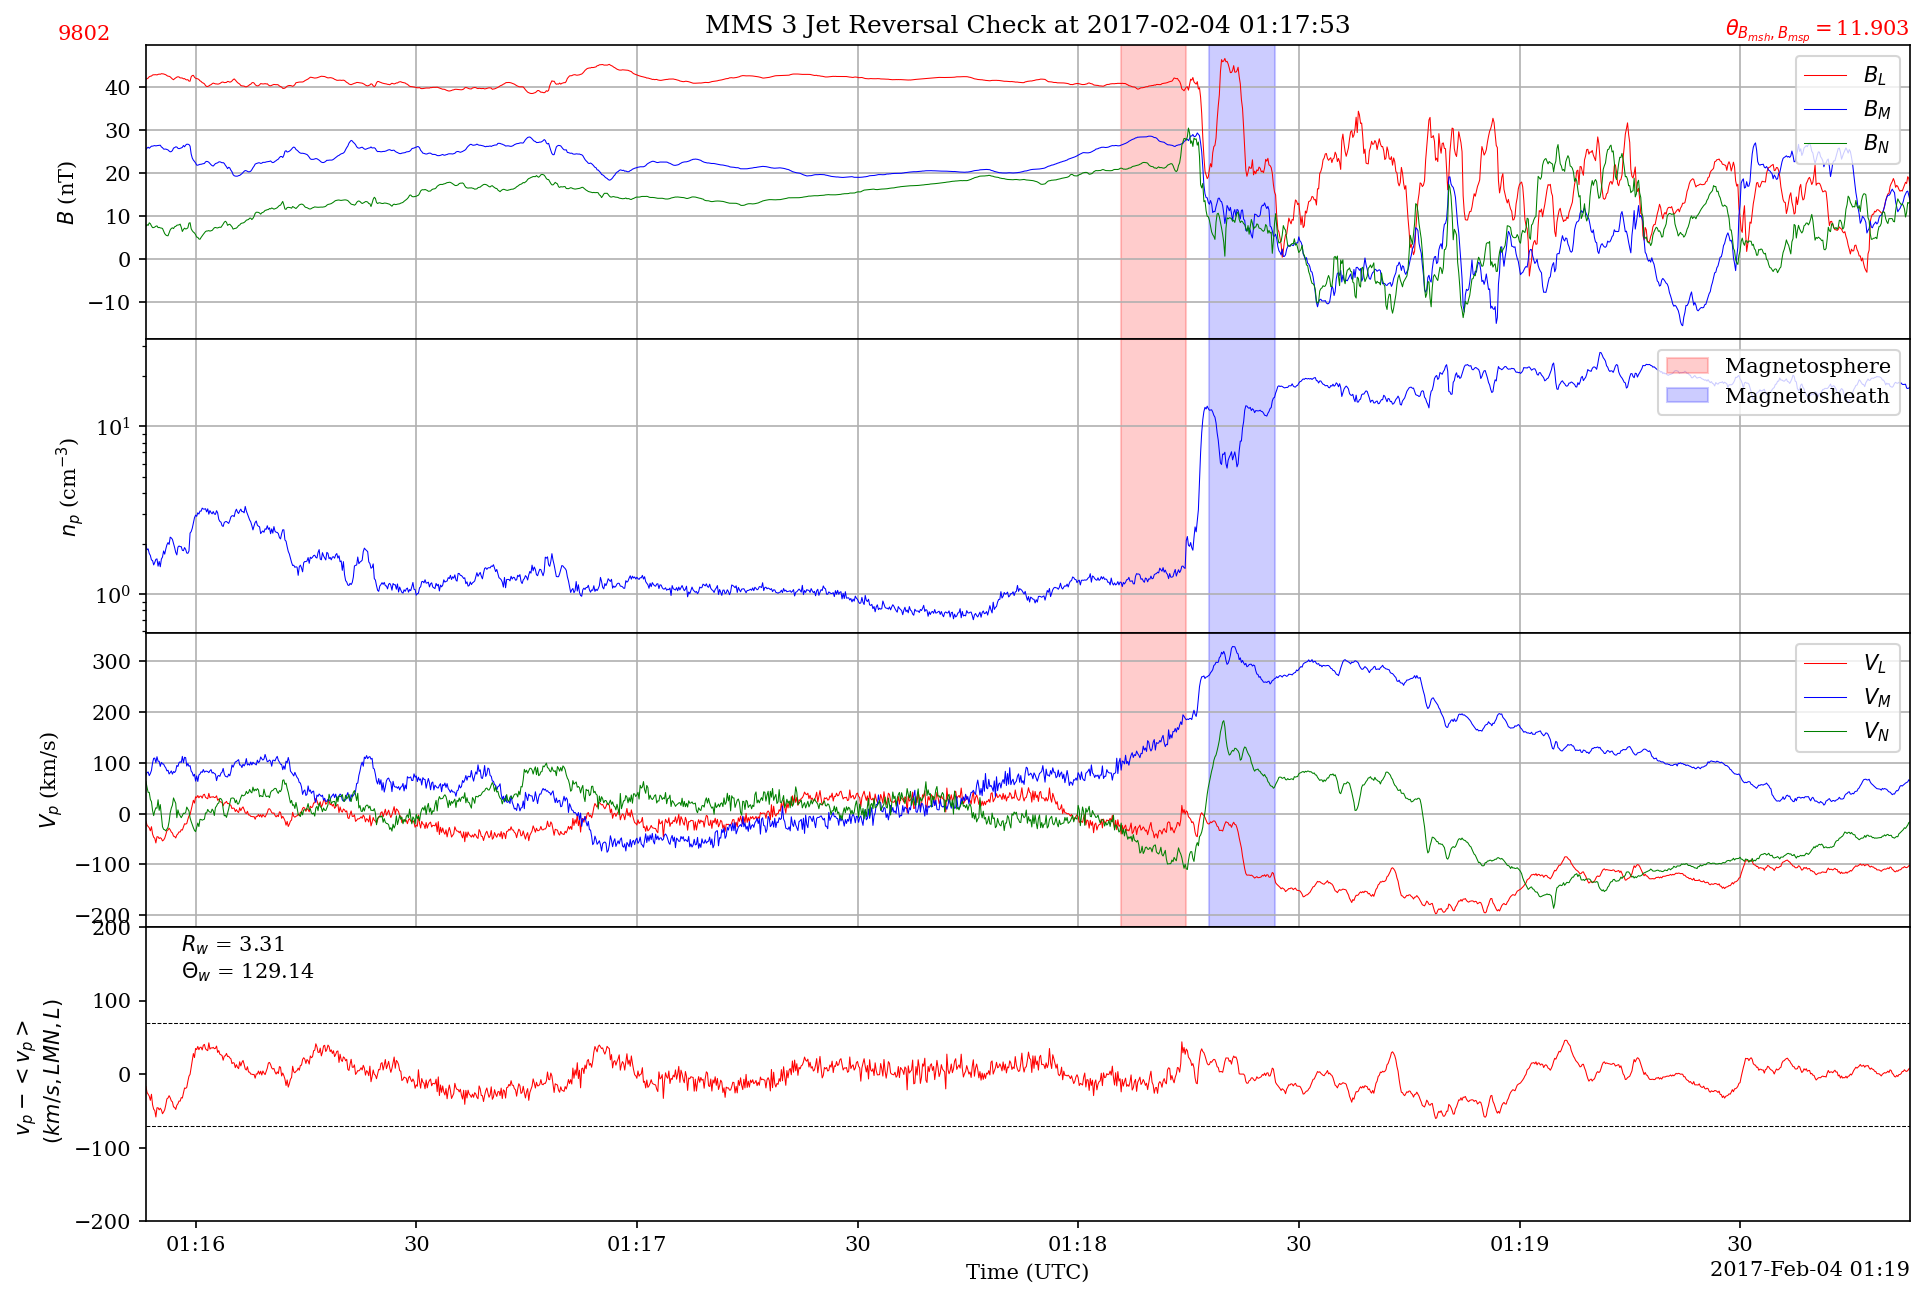 MMS 3 Jet Reversal Check at 2017-02-04 01:17:53
9802
θ_{B_{msh}, B_{msp}} = 11.903
40
30
20
10
0
−10
B (nT)
B_L
B_M
B_N
10^1
10^0
n_p (cm^{−3})
Magnetosphere
Magnetosheath
300
200
100
0
−100
−200
V_p (km/s)
V_L
V_M
V_N
200
100
0
−100
−200
v_p − < v_p >
(km/s, LMN, L)
R_w = 3.31
Θ_w = 129.14
01:16 30 01:17 30 01:18 30 01:19 30
Time (UTC)
2017-Feb-04 01:19